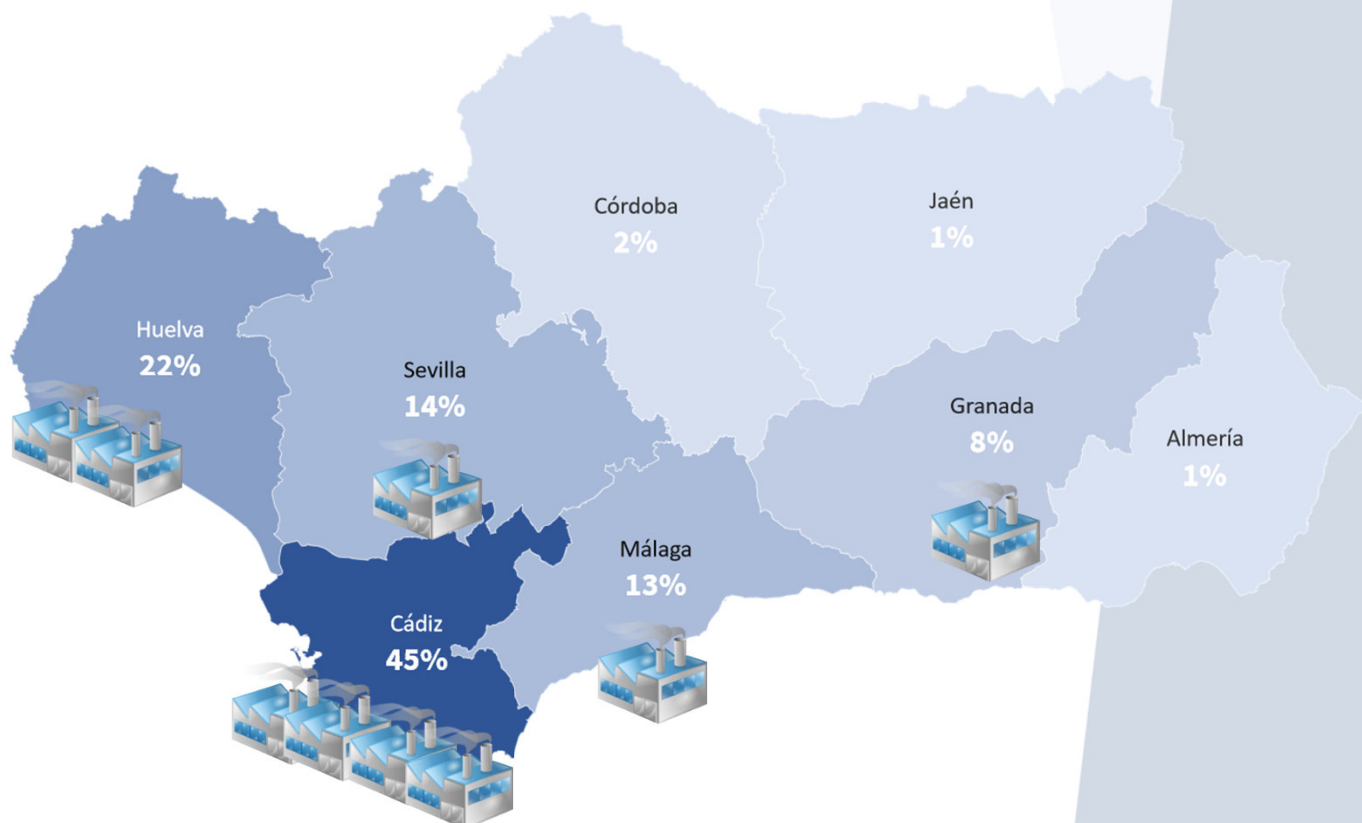 Córdoba
2%
Jaén
1%
Huelva
22%
Sevilla
14%
Granada
8%
Almería
1%
Málaga
13%
Cádiz
45%